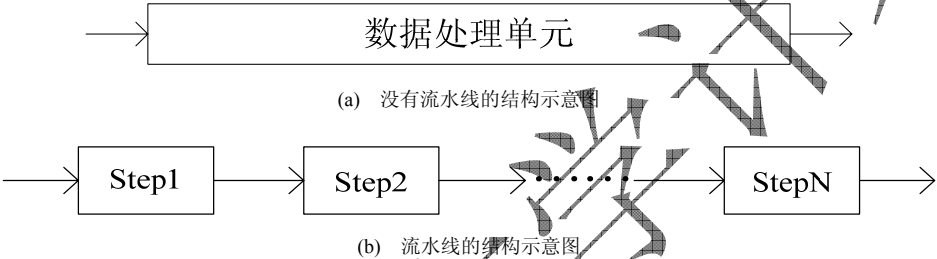 数据处理单元
(a) 没有流水线的结构示意图
Step1 Step2 ...... StepN
(b) 流水线的结构示意图